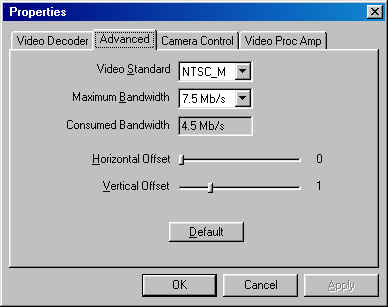 Properties
Video Decoder Advanced Camera Control Video Proc Amp
Video Standard NTSC_M
Maximum Bandwidth 7.5 Mb/s
Consumed Bandwidth 4.5 Mb/s
Horizontal Offset 0
Vertical Offset 1
Default
OK Cancel Apply